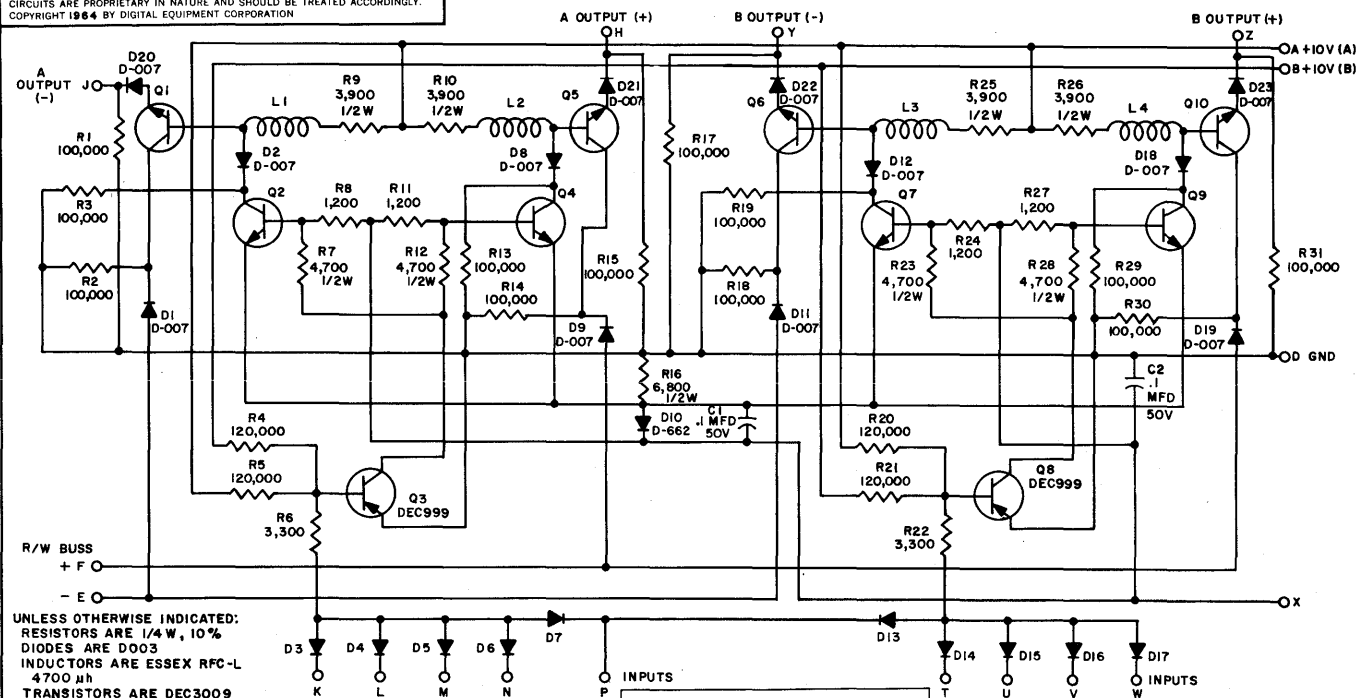 CIRCUITS ARE PROPRIETARY IN NATURE AND SHOULD BE TREATED ACCORDINGLY.
COPYRIGHT 1964 BY DIGITAL EQUIPMENT CORPORATION
A OUTPUT (+)
H
B OUTPUT (-)
Y
B OUTPUT (+)
Z
A +10V (A)
B +10V (B)
A
OUTPUT J
(-)
D20
D-007
Q1
R1
100,000
L1
R9
3,900
1/2W
R10
3,900
1/2W
L2
Q5
D21
D-007
D2
D-007
D8
D-007
Q2
R8
1,200
R11
1,200
Q4
R3
100,000
R2
100,000
D1
D-007
R7
4,700
1/2W
R12
4,700
1/2W
R13
100,000
R14
100,000
D9
D-007
R15
100,000
R16
6,800
1/2W
D10
D-662
C1
.1 MFD
50V
R4
120,000
R5
120,000
R6
3,300
Q3
DEC999
R17
100,000
Q6
D22
D-007
L3
R25
3,900
1/2W
R26
3,900
1/2W
L4
Q10
D23
D-007
D12
D-007
D18
D-007
Q7
R24
1,200
R27
1,200
Q9
R19
100,000
R18
100,000
D11
D-007
R23
4,700
1/2W
R28
4,700
1/2W
R29
100,000
R30
100,000
D19
D-007
R31
100,000
D GND
C2
.1
MFD
50V
R20
120,000
R21
120,000
R22
3,300
Q8
DEC999
R/W BUSS
+ F
- E
X
UNLESS OTHERWISE INDICATED:
RESISTORS ARE 1/4 W, 10%
DIODES ARE D003
INDUCTORS ARE ESSEX RFC-L
4700 µh
TRANSISTORS ARE DEC3009
D3
D4
D5
D6
D7
D13
D14
D15
D16
D17
K
L
M
N
P
INPUTS
T
U
V
W
INPUTS